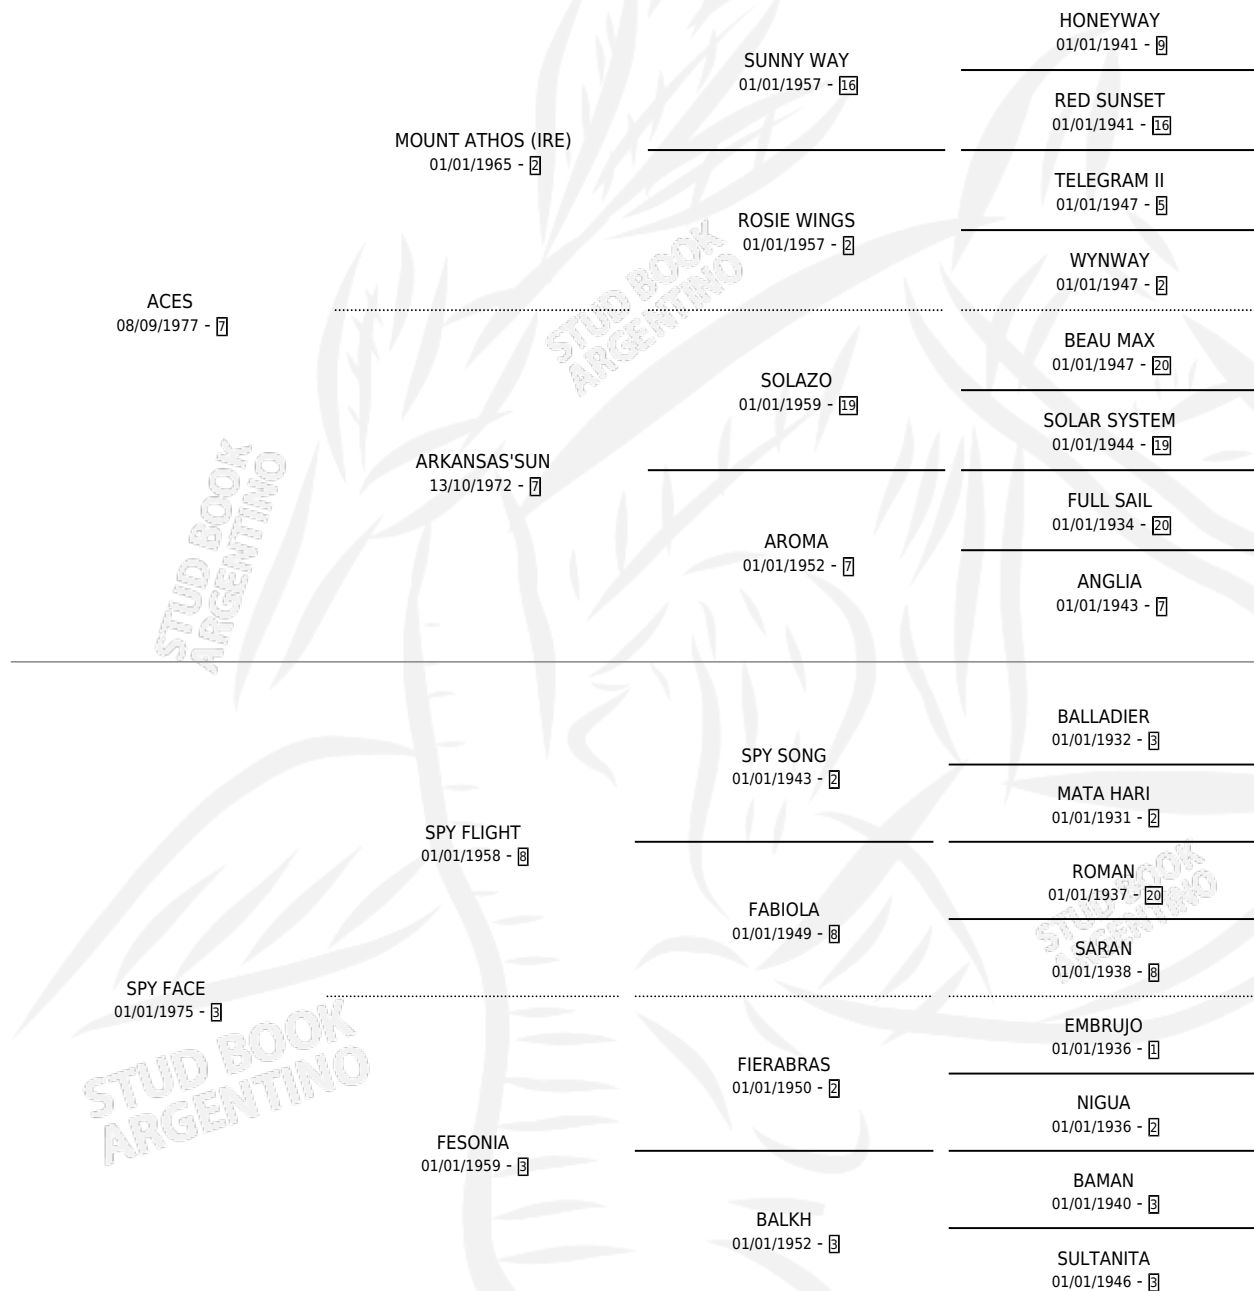 HONEYWAY
01/01/1941 - 9
SUNNY WAY
01/01/1957 - 16
RED SUNSET
01/01/1941 - 16
MOUNT ATHOS (IRE)
01/01/1965 - 2
TELEGRAM II
01/01/1947 - 5
ROSIE WINGS
01/01/1957 - 2
WYNWAY
01/01/1947 - 2
STUD BOOK
ARGENTINO
ACES
08/09/1977 - 7
BEAU MAX
01/01/1947 - 20
SOLAZO
01/01/1959 - 19
SOLAR SYSTEM
01/01/1944 - 19
ARKANSAS'SUN
13/10/1972 - 7
FULL SAIL
01/01/1934 - 20
AROMA
01/01/1952 - 7
ANGLIA
01/01/1943 - 7
STUD BOOK
ARGENTINO
BALLADIER
01/01/1932 - 3
SPY SONG
01/01/1943 - 2
MATA HARI
01/01/1931 - 2
SPY FLIGHT
01/01/1958 - 8
ROMAN
01/01/1937 - 20
FABIOLA
01/01/1949 - 8
SARAN
01/01/1938 - 8
STUD BOOK
ARGENTINO
SPY FACE
01/01/1975 - 3
EMBRUJO
01/01/1936 - 1
FIERABRAS
01/01/1950 - 2
NIGUA
01/01/1936 - 2
STUD BOOK
ARGENTINO
FESONIA
01/01/1959 - 3
BAMAN
01/01/1940 - 3
BALKH
01/01/1952 - 3
SULTANITA
01/01/1946 - 3